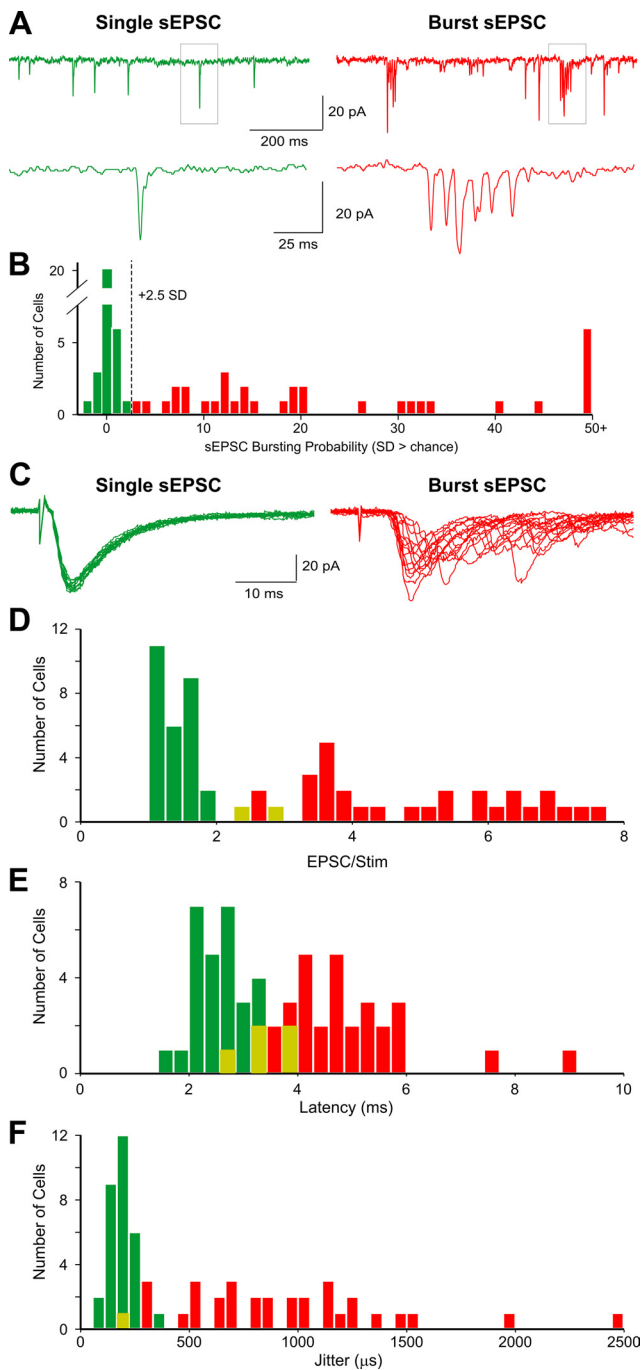 A
Single sEPSC
Burst sEPSC
20 pA
200 ms
20 pA
25 ms
B
Number of Cells
20
5
0
+2.5 SD
0
10
20
30
40
50+
sEPSC Bursting Probability (SD > chance)
C
Single sEPSC
Burst sEPSC
20 pA
10 ms
D
Number of Cells
12
8
4
0
0
2
4
6
8
EPSC/Stim
E
Number of Cells
8
4
0
0
2
4
6
8
10
Latency (ms)
F
Number of Cells
12
8
4
0
0
500
1000
1500
2000
2500
Jitter (µs)